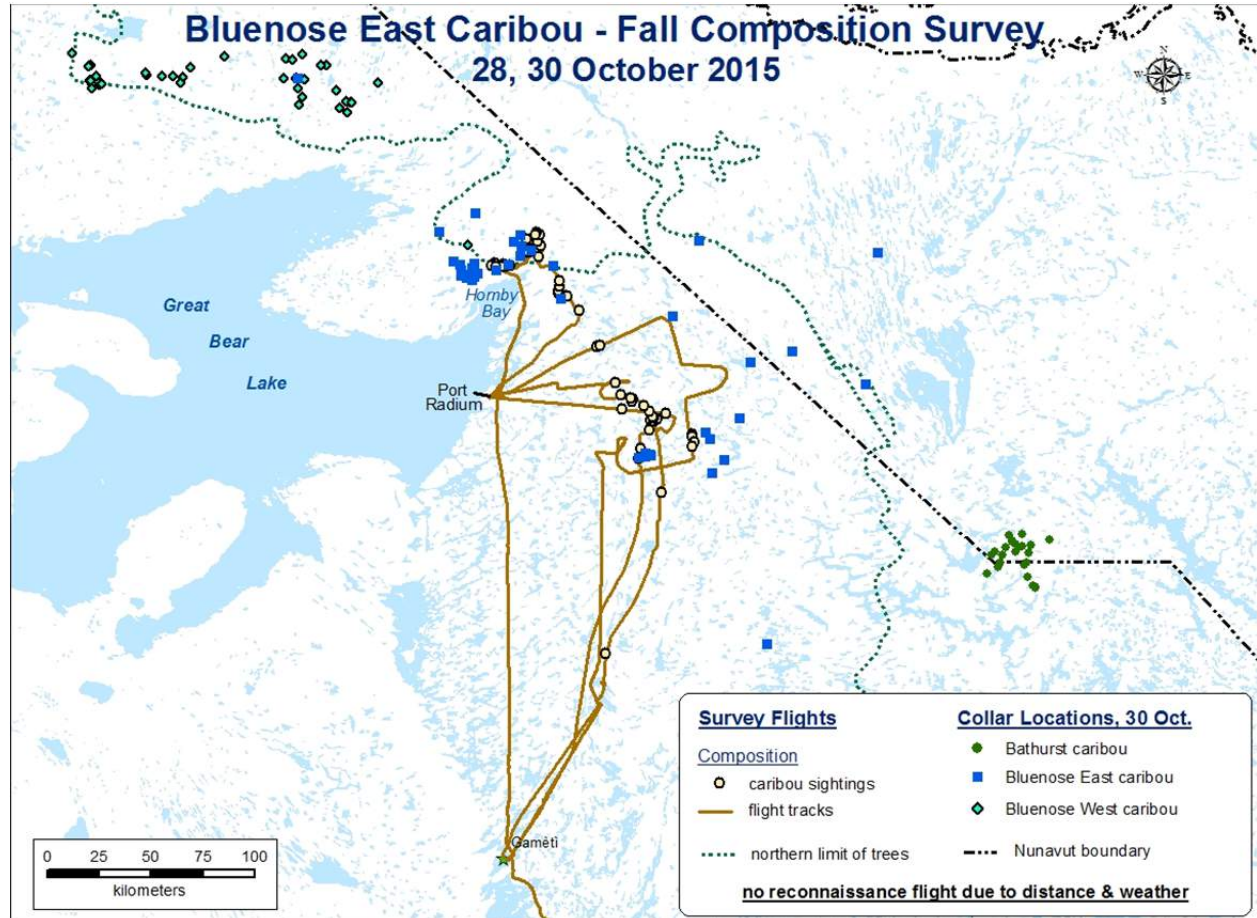 Bluenose East Caribou - Fall Composition Survey
28, 30 October 2015
N
W E
S
Great
Bear
Lake
Hornby
Bay
Port
Radium
Gamètì
Survey Flights
Composition
caribou sightings
flight tracks
northern limit of trees
Collar Locations, 30 Oct.
Bathurst caribou
Bluenose East caribou
Bluenose West caribou
Nunavut boundary
no reconnaissance flight due to distance & weather
0 25 50 75 100
kilometers